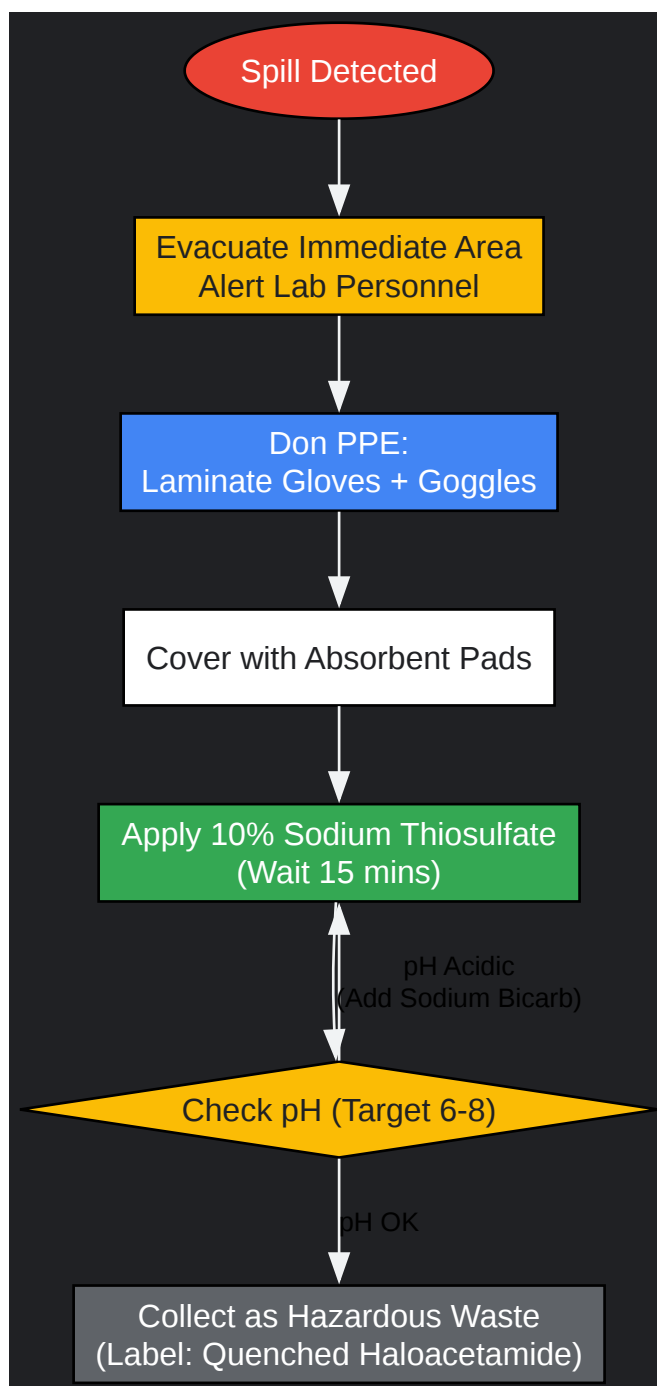 Spill Detected
Evacuate Immediate Area
Alert Lab Personnel
Don PPE:
Laminate Gloves + Goggles
Cover with Absorbent Pads
Apply 10% Sodium Thiosulfate
(Wait 15 mins)
pH Acidic
(Add Sodium Bicarb)
Check pH (Target 6-8)
pH OK
Collect as Hazardous Waste
(Label: Quenched Haloacetamide)